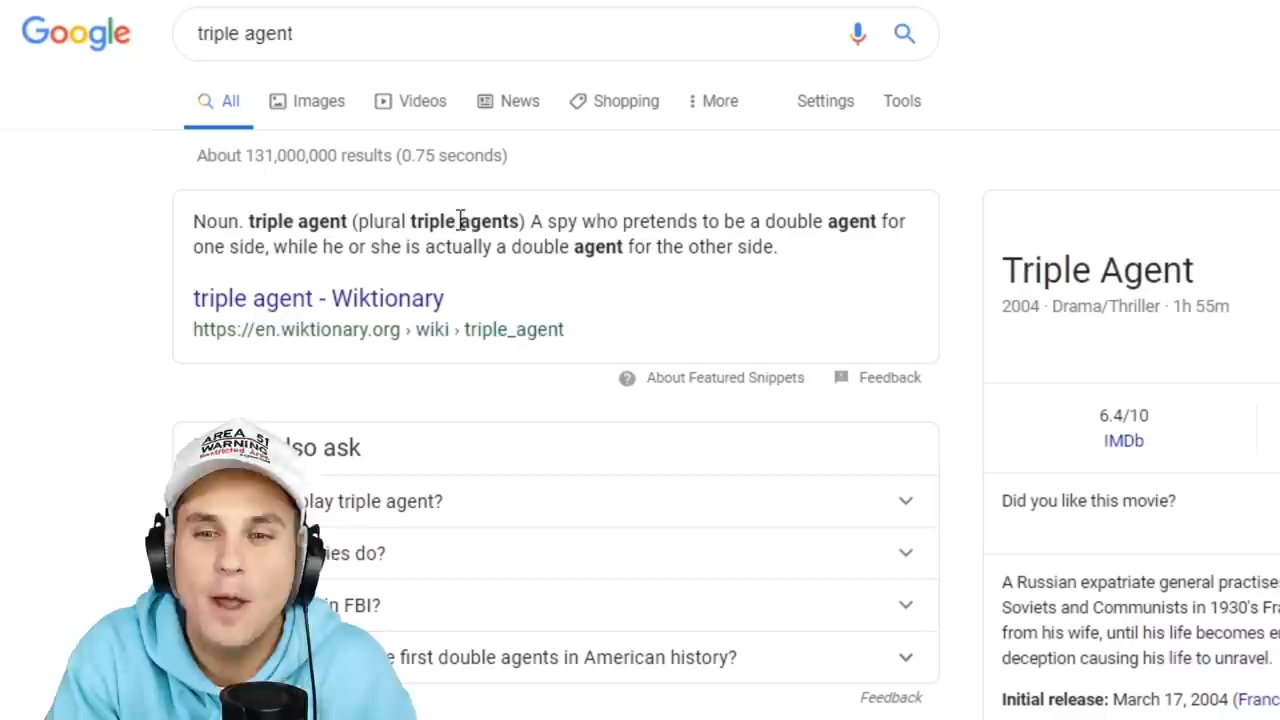 Google
triple agent
All
Images
Videos
News
Shopping
More
Settings
Tools
About 131,000,000 results (0.75 seconds)
Noun. triple agent (plural triple agents) A spy who pretends to be a double agent for
one side, while he or she is actually a double agent for the other side.
triple agent - Wiktionary
https://en.wiktionary.org › wiki › triple_agent
About Featured Snippets
Feedback
AREA 51
WARNING
Restricted Area
so ask
play triple agent?
do?
in FBI?
first double agents in American history?
Feedback
Triple Agent
2004 · Drama/Thriller · 1h 55m
6.4/10
IMDb
Did you like this movie?
A Russian expatriate general
Soviets and Communists in 1930's
from his wife, until his life becomes
deception causing his life to unravel.
Initial release: March 17, 2004